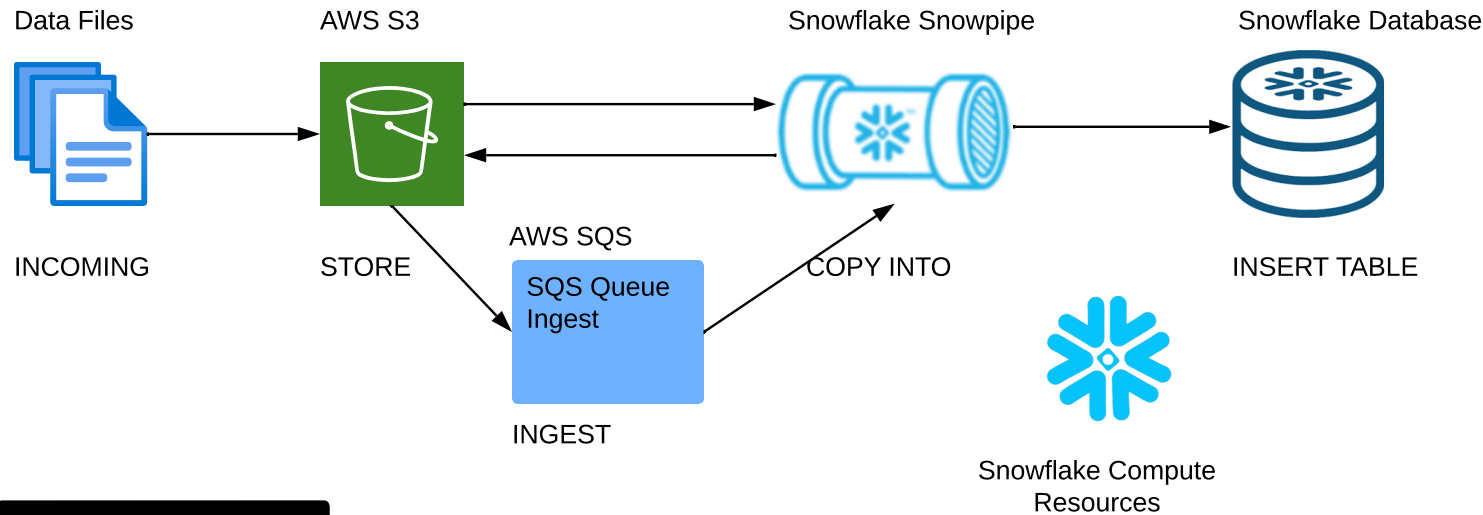 Data Files
AWS S3
Snowflake Snowpipe
Snowflake Database
INCOMING
STORE
AWS SQS
SQS Queue
Ingest
INGEST
COPY INTO
INSERT TABLE
Snowflake Compute
Resources